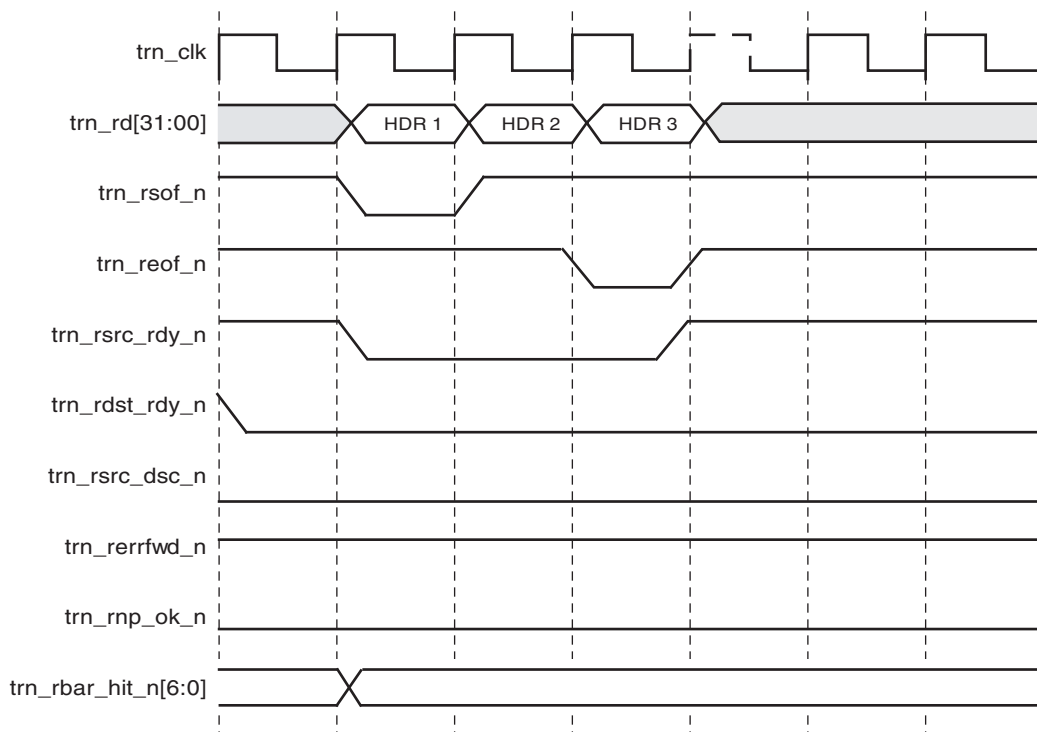 trn_clk
trn_rd[31:00]
HDR 1 HDR 2 HDR 3
trn_rsof_n
trn_reof_n
trn_rsrc_rdy_n
trn_rdst_rdy_n
trn_rsrc_dsc_n
trn_rerrfwd_n
trn_rnp_ok_n
trn_rbar_hit_n[6:0]